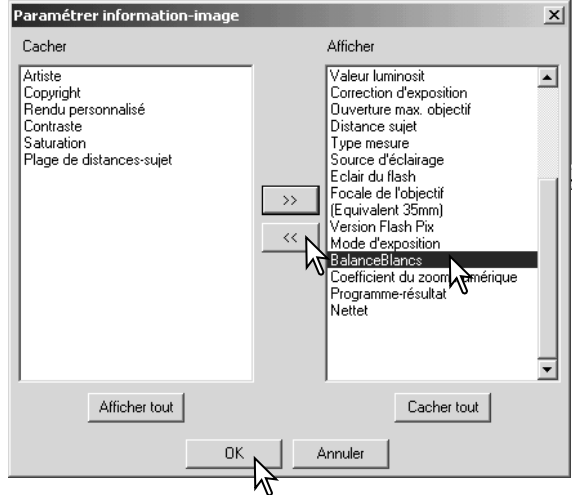 Paramétrer information-image
Cacher
Artiste
Copyright
Rendu personnalisé
Contraste
Saturation
Plage de distances-sujet
Afficher tout
>>
<<
Afficher
Valeur luminosit
Correction d'exposition
Ouverture max. objectif
Distance sujet
Type mesure
Source d'éclairage
Eclair du flash
Focale de l'objectif
(Equivalent 35mm)
Version Flash Pix
Mode d'exposition
BalanceBlancs
Coefficient du zoom numérique
Programme-résultat
Nettet
Cacher tout
OK
Annuler